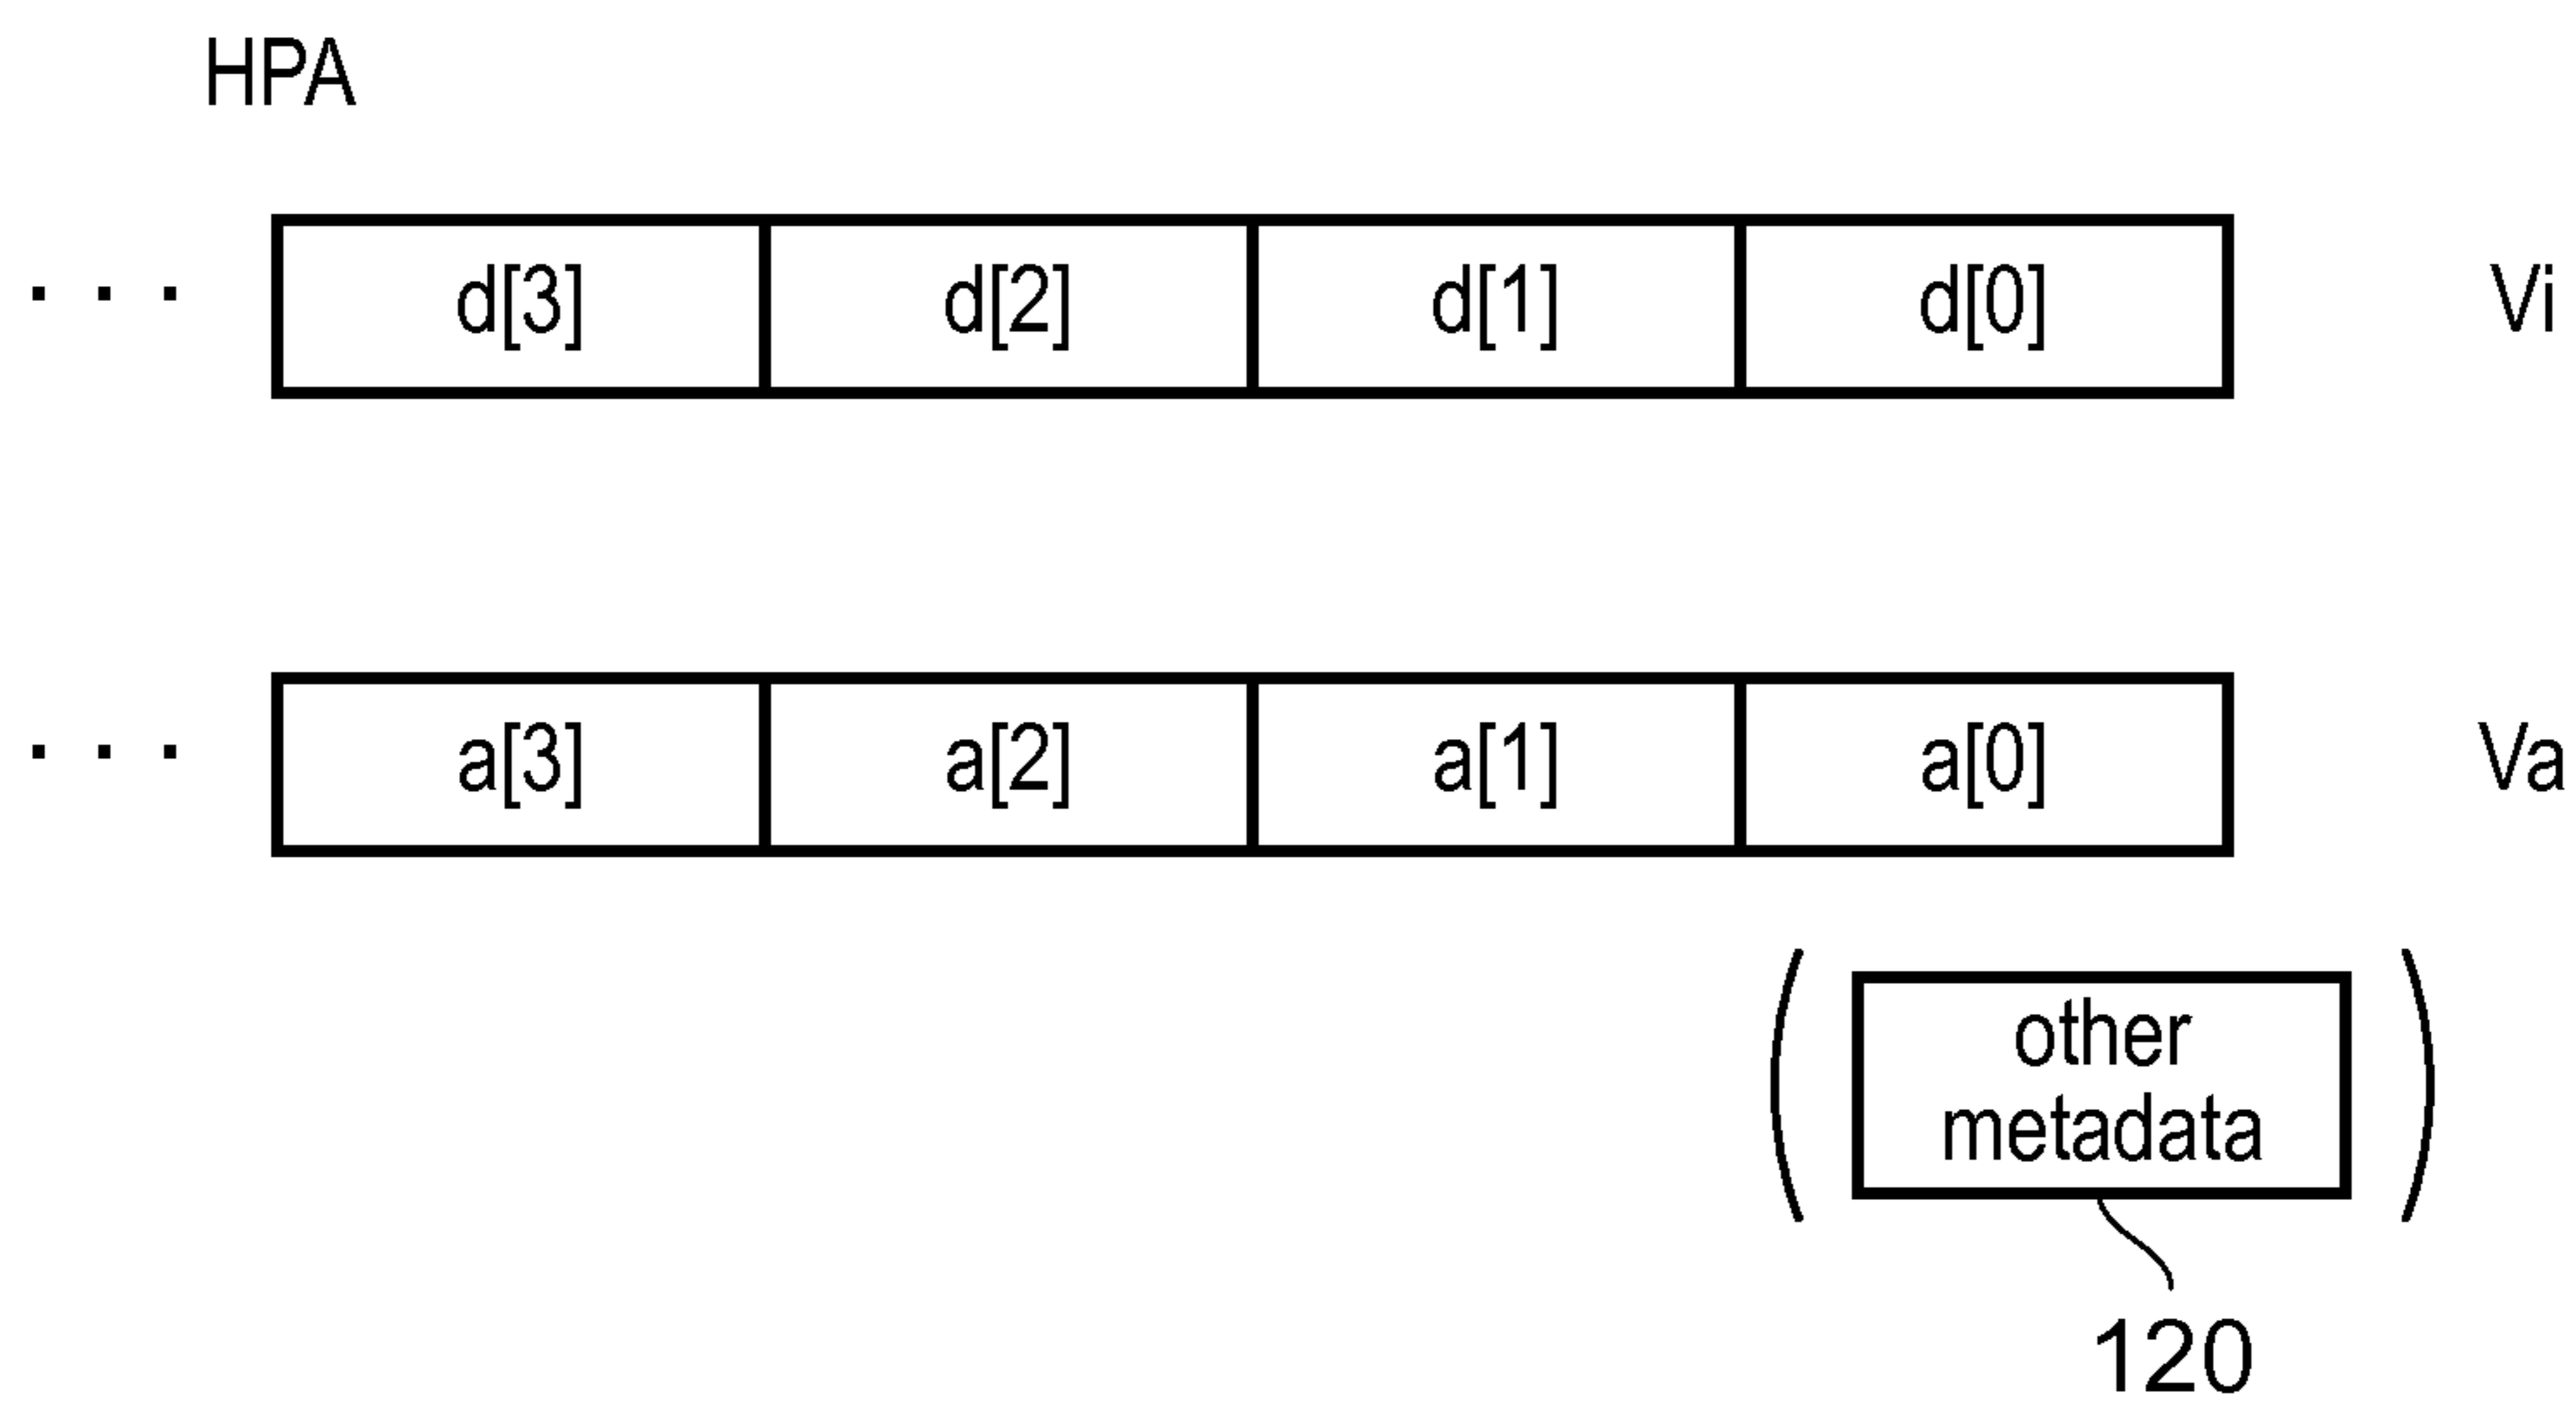 HPA
. . . d[3] d[2] d[1] d[0] Vi
. . . a[3] a[2] a[1] a[0] Va
( other
metadata )
120